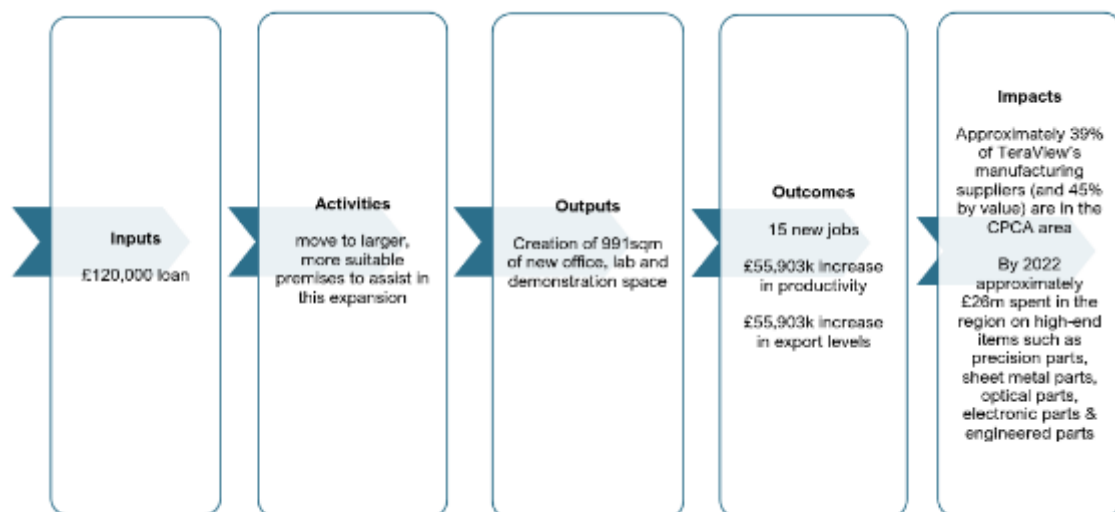 Inputs
£120,000 loan
Activities
move to larger,
more suitable
premises to assist in
this expansion
Outputs
Creation of 991sqm
of new office, lab and
demonstration space
Outcomes
15 new jobs
£55,903k increase
in productivity
£55,903k increase
in export levels
Impacts
Approximately 39%
of TeraView's
manufacturing
suppliers (and 45%
by value) are in the
CPCA area
By 2022
approximately
£26m spent in the
region on high-end
items such as
precision parts,
sheet metal parts,
optical parts,
electronic parts &
engineered parts